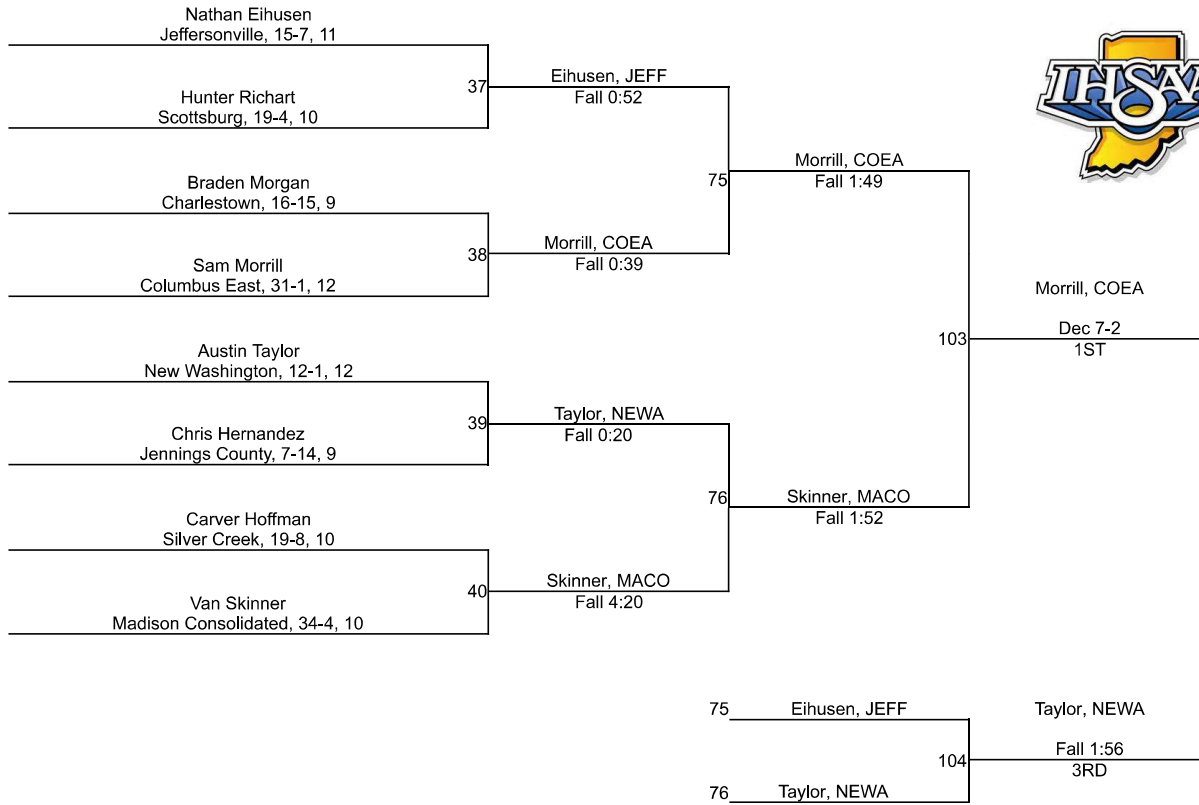 Nathan Eihusen
Jeffersonville, 15-7, 11
37
Eihusen, JEFF
Fall 0:52
Hunter Richart
Scottsburg, 19-4, 10
75
Morrill, COEA
Fall 1:49
Braden Morgan
Charlestown, 16-15, 9
38
Morrill, COEA
Fall 0:39
Sam Morrill
Columbus East, 31-1, 12
103
Morrill, COEA
Dec 7-2
1ST
Austin Taylor
New Washington, 12-1, 12
39
Taylor, NEWA
Fall 0:20
Chris Hernandez
Jennings County, 7-14, 9
76
Skinner, MACO
Fall 1:52
Carver Hoffman
Silver Creek, 19-8, 10
40
Skinner, MACO
Fall 4:20
Van Skinner
Madison Consolidated, 34-4, 10
75 Eihusen, JEFF
104
Taylor, NEWA
Fall 1:56
3RD
76 Taylor, NEWA
IHSAA